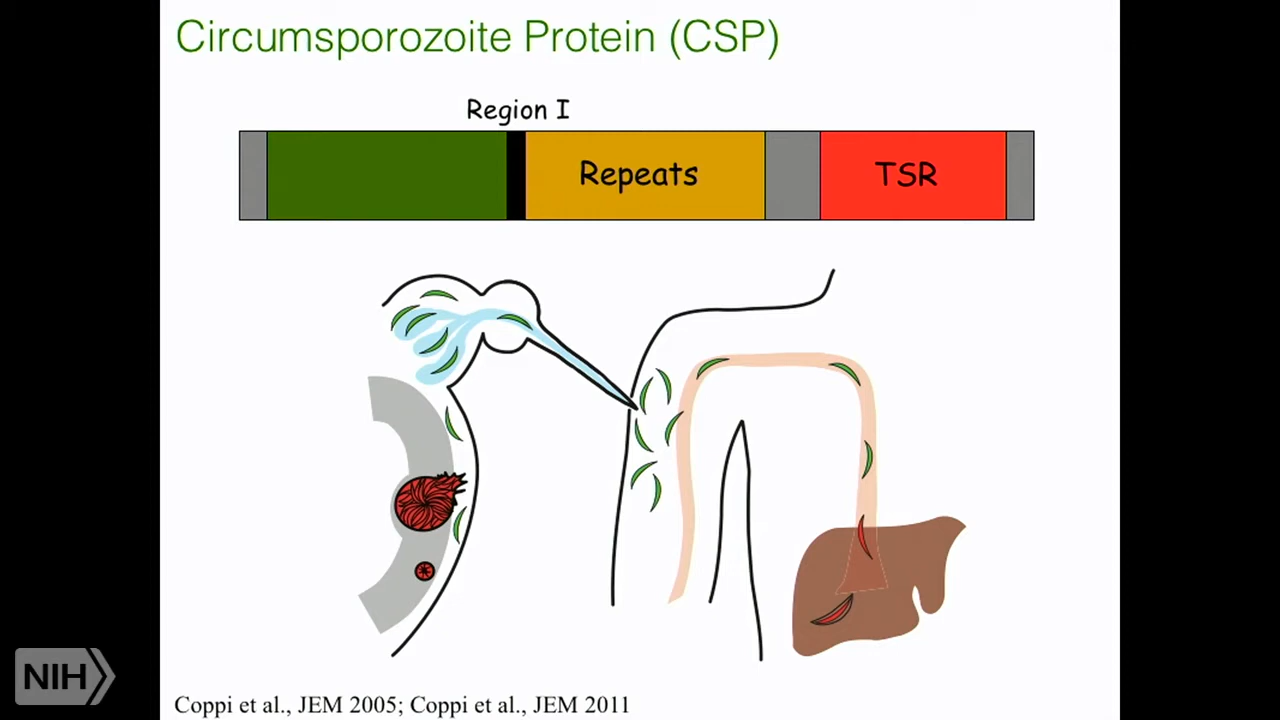 Circumsporozoite Protein (CSP)
Region I
Repeats
TSR
NIH
Coppi et al., JEM 2005; Coppi et al., JEM 2011